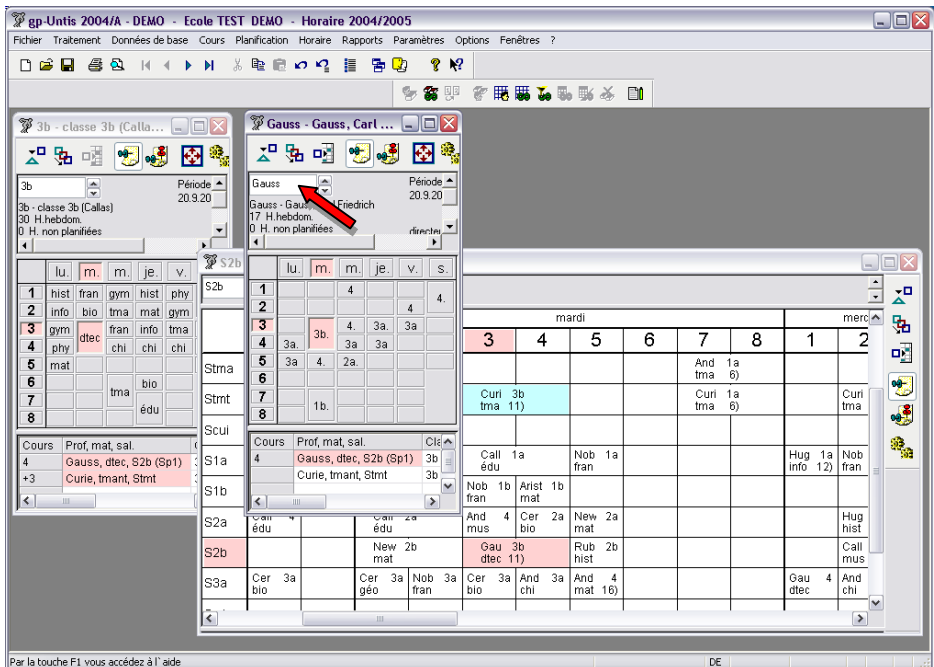 gp-Untis 2004/A - DEMO - Ecole TEST DEMO - Horaire 2004/2005
Fichier Traitement Données de base Cours Planification Horaire Rapports Paramètres Options Fenêtres ?
3b - classe 3b (Calla...
3b
Période
20.9.20
3b - classe 3b (Callas)
30 H.hebdom.
0 H. non planifiées
lu. m. m. je. v.
1 hist fran gym hist phy
2 info bio tma mat gym
3 gym dtec fran info tma
4 phy chi chi chi
5 mat
6 tma bio
7 édu
8
Cours Prof, mat, sal.
4 Gauss, dtec, S2b (Sp1)
+3 Curie, tmant, Stmt
Gauss - Gauss, Carl ...
Gauss
Période
20.9.20
Gauss - Gau Friedrich
17 H.hebdom.
0 H. non planifiées
lu. m. m. je. v. s.
1 4 4.
2 4
3 3b. 4. 3a. 3a
4 3a. 3a 3a
5 3a 4. 2a.
6
7 1b.
8
Cours Prof, mat, sal. Cla
4 Gauss, dtec, S2b (Sp1) 3b
Curie, tmant, Stmt 3b
S2b
S2b
mardi merc
3 4 5 6 7 8 1 2
Stma And 1a
tma 6)
Stmt Curi 3b Curi 1a Curi
tma 11) tma 6) tma
Scui
S1a Call 1a Nob 1a Hug 1a Nob
édu fran info 12) fran
S1b Nob 1b Arist 1b
fran mat
S2a Call 4 Call 2a And 4 Cer 2a New 2a Hug
édu édu mus bio mat hist
S2b New 2b Gau 3b Rub 2b Call
mat dtec 11) hist mus
S3a Cer 3a Cer 3a Nob 3a Cer 3a And 3a And 4 Gau 4 And
bio géo fran bio chi mat 16) dtec chi
Par la touche F1 vous accédez à l`aide
DE